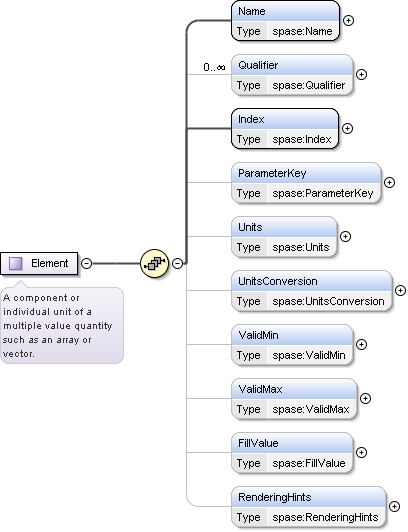 Name
Type spase:Name
0..∞
Qualifier
Type spase:Qualifier
Index
Type spase:Index
ParameterKey
Type spase:ParameterKey
Units
Type spase:Units
Element
UnitsConversion
Type spase:UnitsConversion
A component or
individual unit of a
multiple value quantity
such as an array or
vector.
ValidMin
Type spase:ValidMin
ValidMax
Type spase:ValidMax
FillValue
Type spase:FillValue
RenderingHints
Type spase:RenderingHints